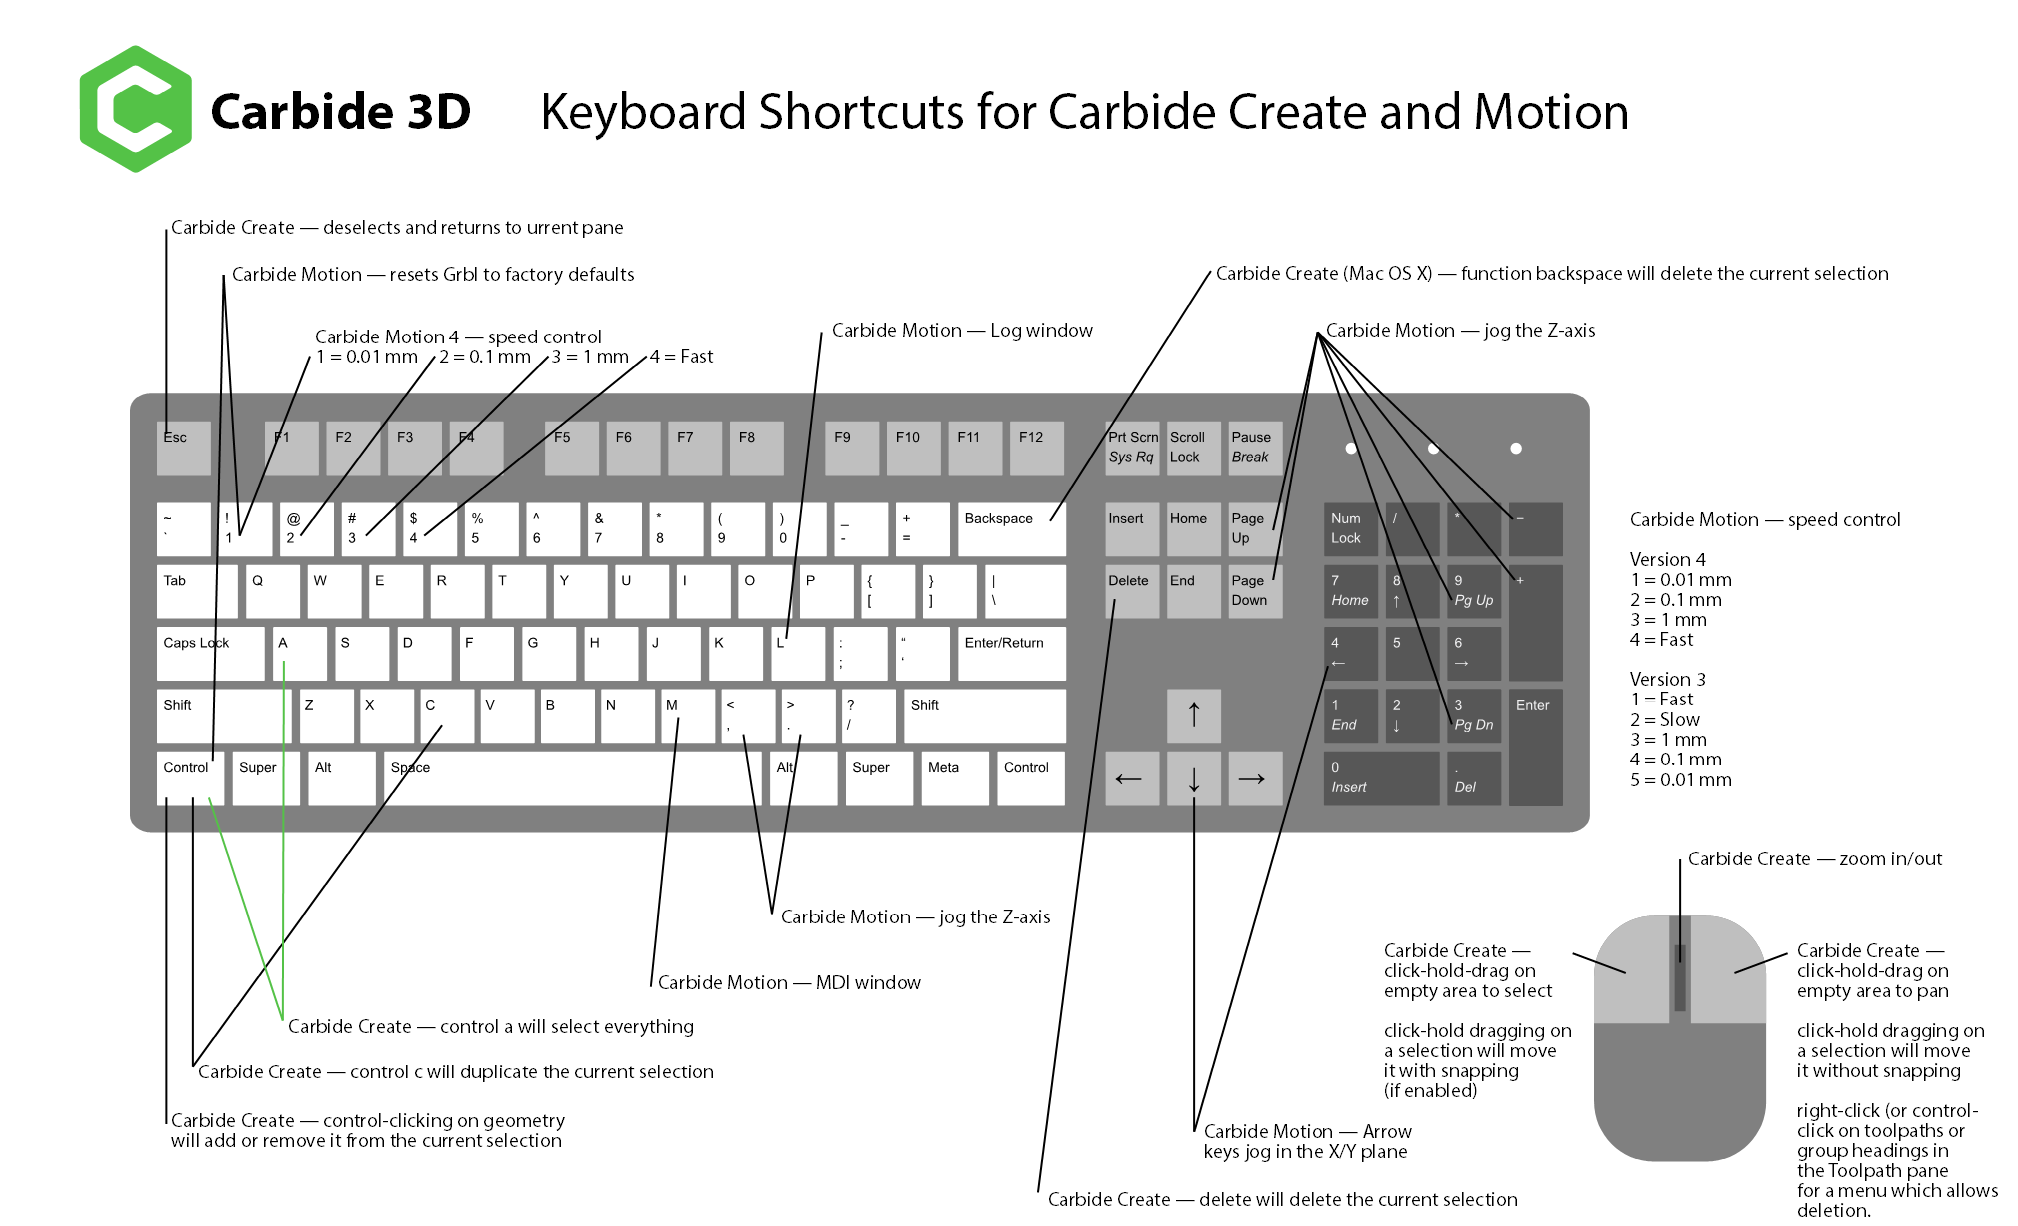 Carbide 3D Keyboard Shortcuts for Carbide Create and Motion
Carbide Create — deselects and returns to urrent pane
Carbide Motion — resets Grbl to factory defaults
Carbide Create (Mac OS X) — function backspace will delete the current selection
Carbide Motion 4 — speed control
1 = 0.01 mm 2 = 0.1 mm 3 = 1 mm 4 = Fast
Carbide Motion — Log window
Carbide Motion — jog the Z-axis
Esc F1 F2 F3 F4 F5 F6 F7 F8 F9 F10 F11 F12 Prt Scrn Scroll Pause
Sys Rq Lock Break
~ ! @ # $ % ^ & * ( ) _ + Backspace Insert Home Page Num / * −
` 1 2 3 4 5 6 7 8 9 0 - = Up Lock
Tab Q W E R T Y U I O P { } | Delete End Page 7 8 9 +
[ ] \ Down Home ↑ Pg Up
Caps Lock A S D F G H J K L : “ Enter/Return 4 5 6
; ‘ ← →
Shift Z X C V B N M < > ? Shift ↑ 1 2 3 Enter
, . / End ↓ Pg Dn
Control Super Alt Space Alt Super Meta Control ← ↓ → 0 .
Insert Del
Carbide Motion — speed control
Version 4
1 = 0.01 mm
2 = 0.1 mm
3 = 1 mm
4 = Fast
Version 3
1 = Fast
2 = Slow
3 = 1 mm
4 = 0.1 mm
5 = 0.01 mm
Carbide Motion — jog the Z-axis
Carbide Motion — MDI window
Carbide Create — control a will select everything
Carbide Create — control c will duplicate the current selection
Carbide Create — control-clicking on geometry
will add or remove it from the current selection
Carbide Motion — Arrow
keys jog in the X/Y plane
Carbide Create — delete will delete the current selection
Carbide Create — zoom in/out
Carbide Create —
click-hold-drag on
empty area to select
click-hold dragging on
a selection will move
it with snapping
(if enabled)
Carbide Create —
click-hold-drag on
empty area to pan
click-hold dragging on
a selection will move
it without snapping
right-click (or control-
click on toolpaths or
group headings in
the Toolpath pane
for a menu which allows
deletion.